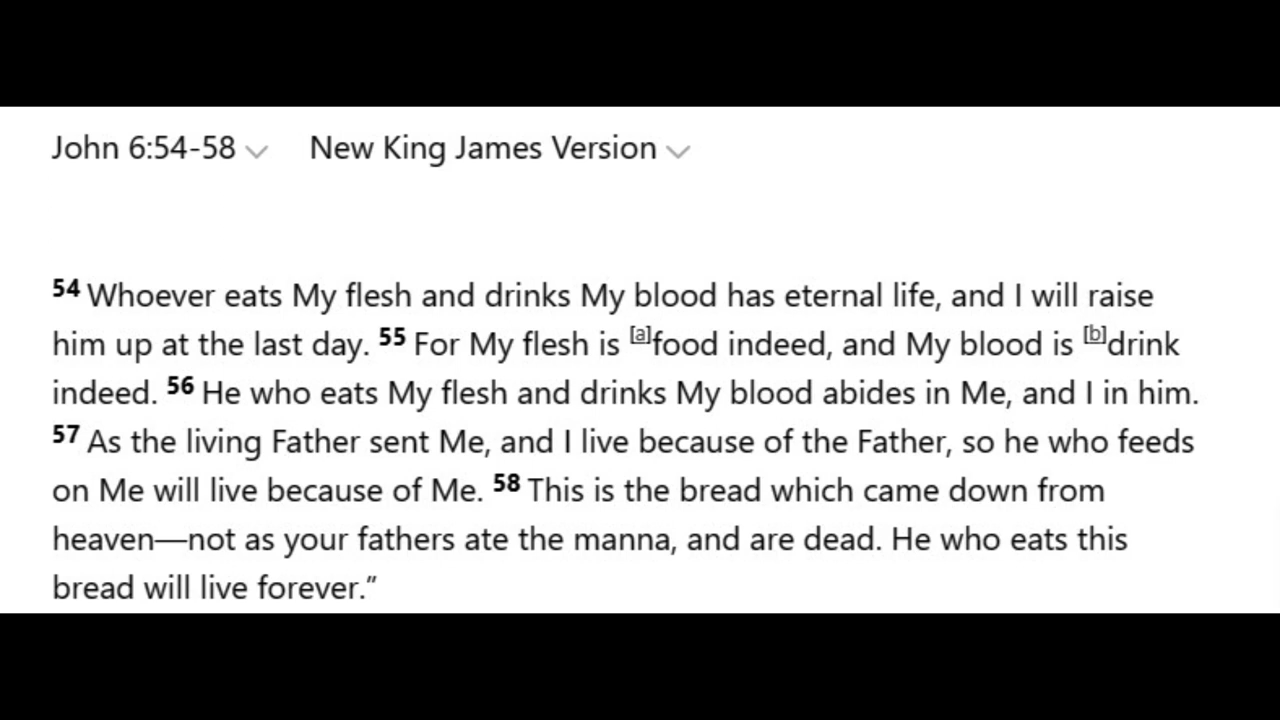 John 6:54-58 New King James Version
54 Whoever eats My flesh and drinks My blood has eternal life, and I will raise
him up at the last day. 55 For My flesh is [a]food indeed, and My blood is [b]drink
indeed. 56 He who eats My flesh and drinks My blood abides in Me, and I in him.
57 As the living Father sent Me, and I live because of the Father, so he who feeds
on Me will live because of Me. 58 This is the bread which came down from
heaven—not as your fathers ate the manna, and are dead. He who eats this
bread will live forever.”